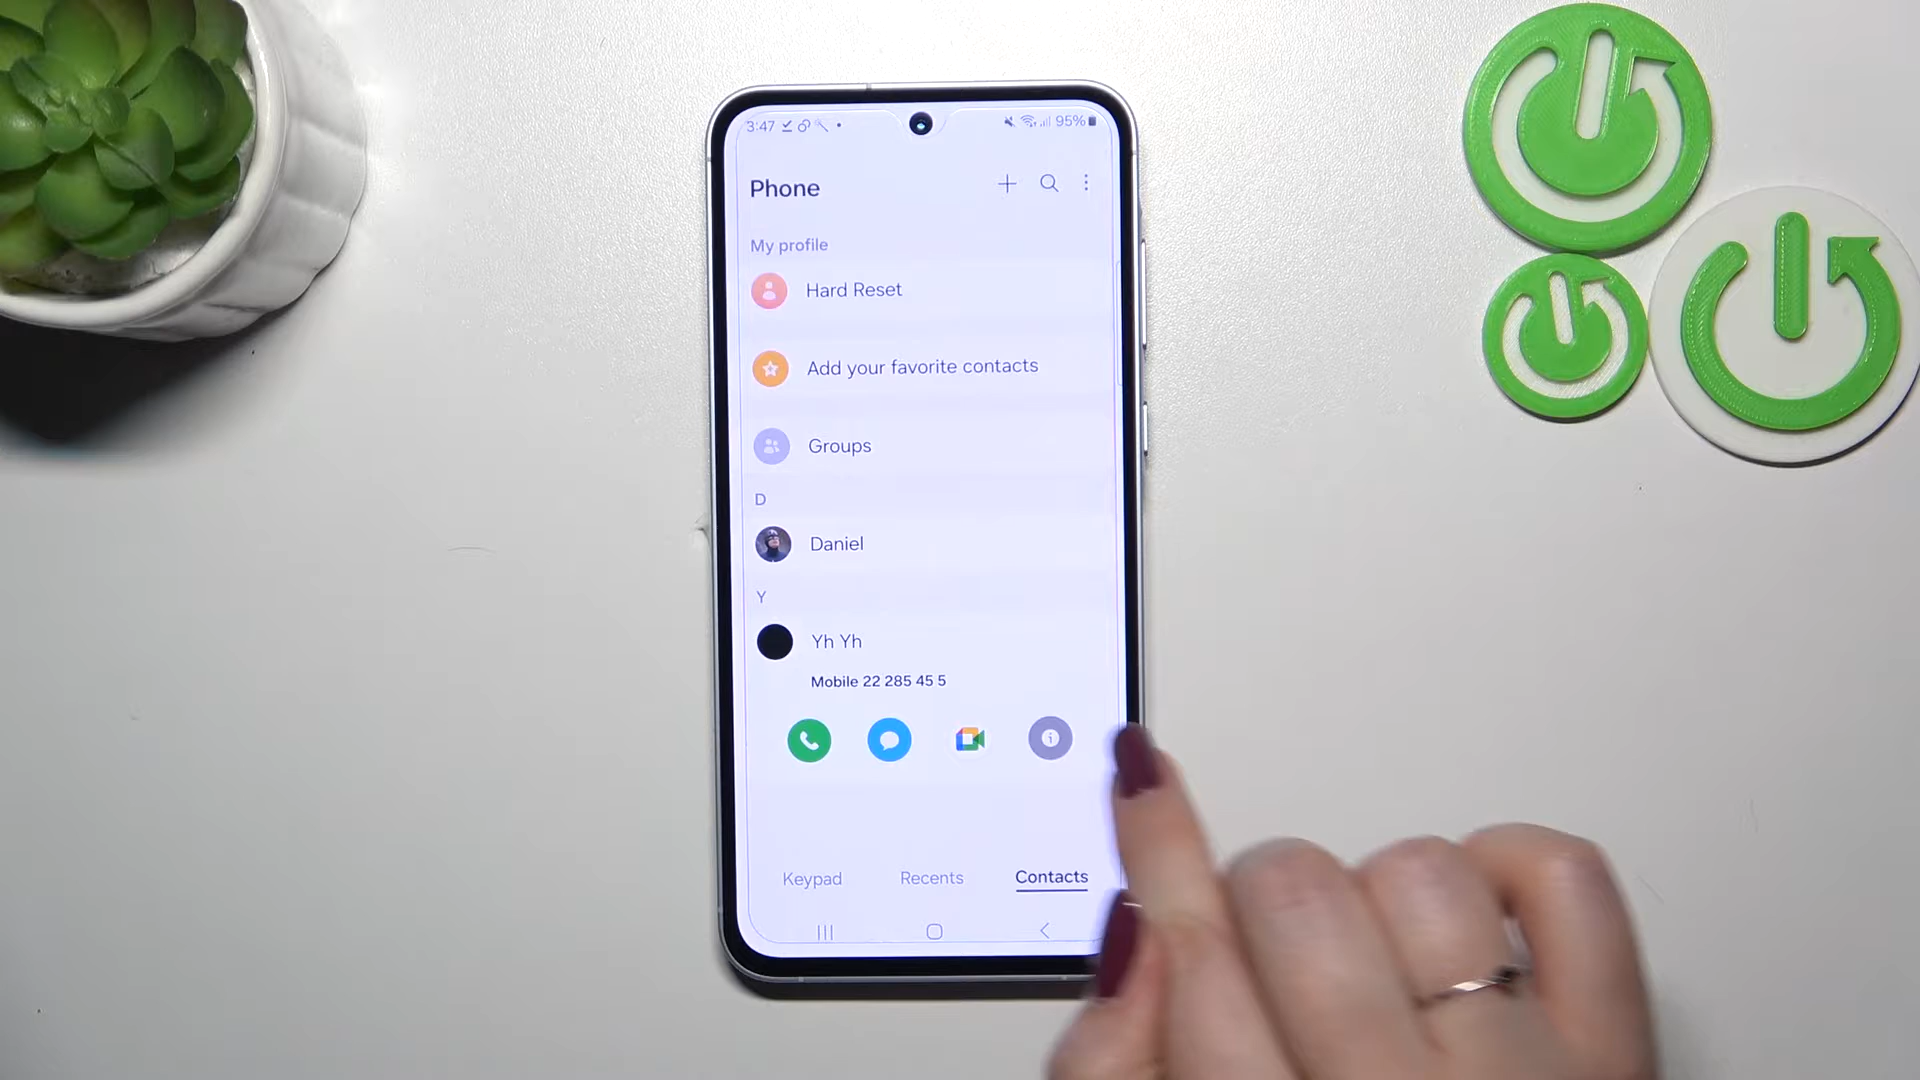 3:47
95%
Phone
My profile
Hard Reset
Add your favorite contacts
Groups
D
Daniel
Y
Yh Yh
Mobile 22 285 45 5
Keypad
Recents
Contacts